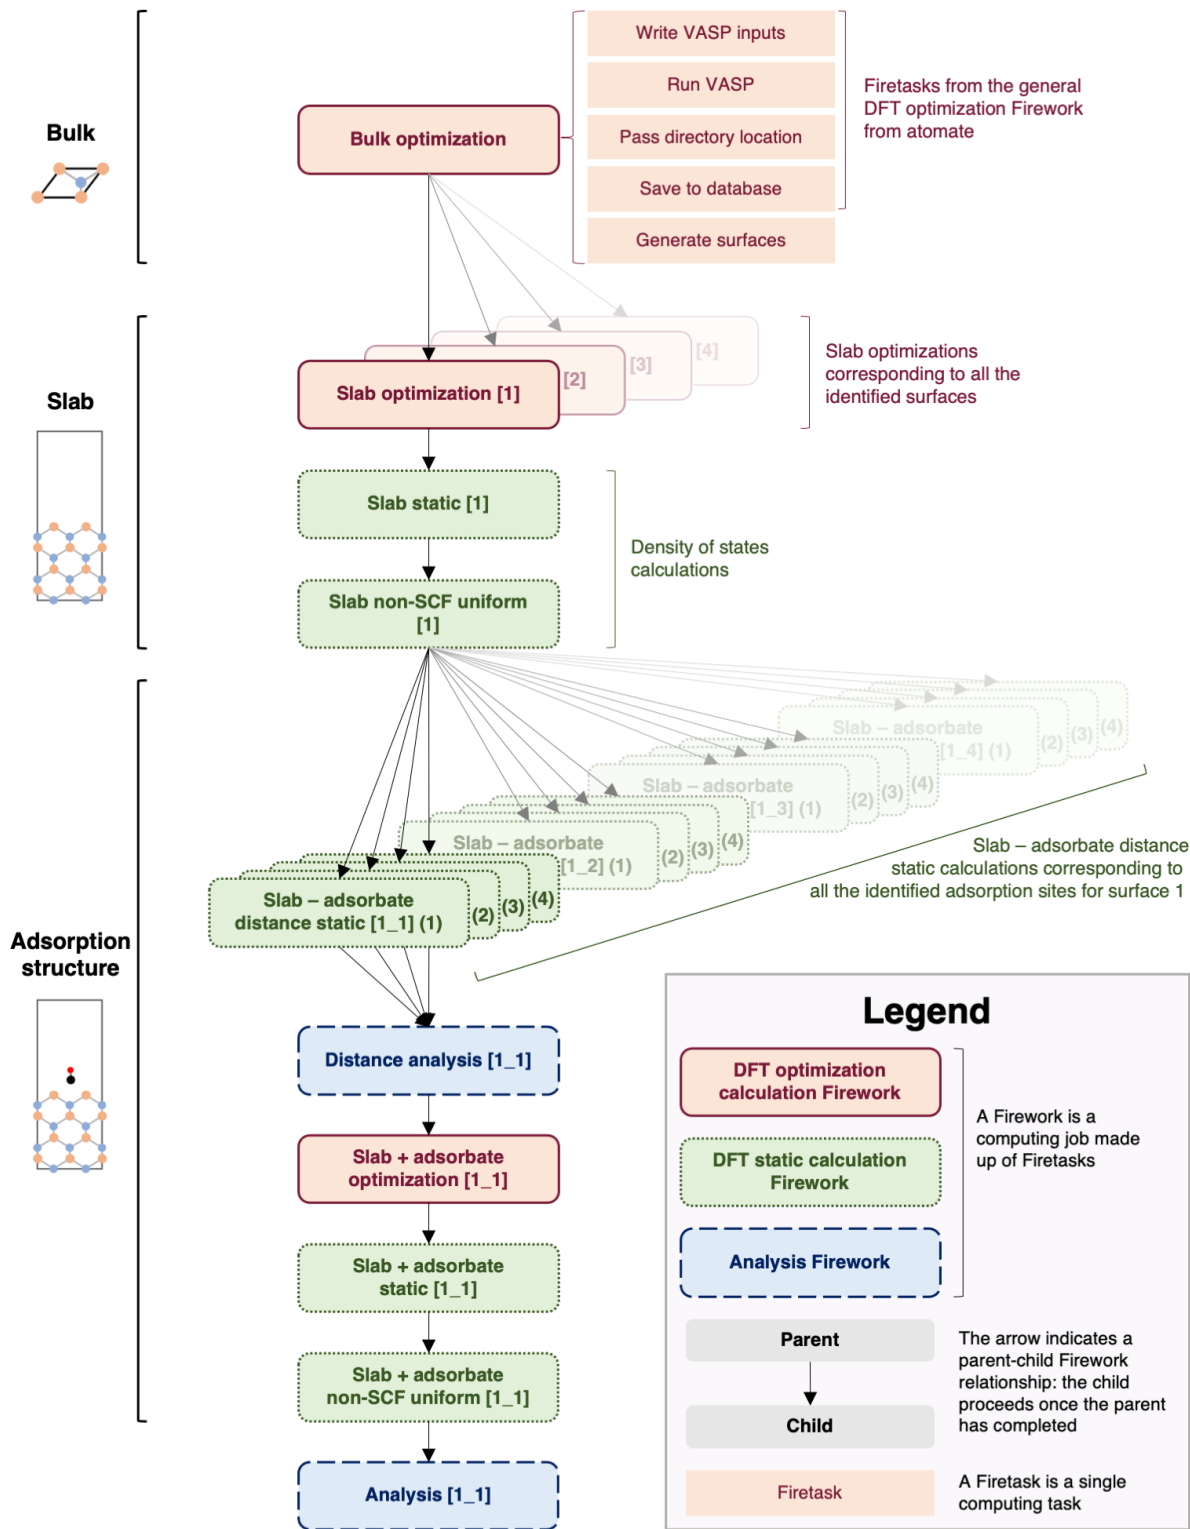 Write VASP inputs
Run VASP
Pass directory location
Save to database
Generate surfaces
Firetasks from the general
DFT optimization Firework
from atomate
Bulk
Bulk optimization
Slab
Slab optimization [1]
[2]
[3]
[4]
Slab optimizations
corresponding to all the
identified surfaces
Slab static [1]
Slab non-SCF uniform
[1]
Density of states
calculations
Adsorption
structure
Slab – adsorbate
distance static [1_1] (1)
(2)
(3)
(4)
Slab – adsorbate
[1_2] (1)
(2)
(3)
(4)
Slab – adsorbate
[1_3] (1)
(2)
(3)
(4)
Slab – adsorbate
[1_4] (1)
(2)
(3)
(4)
Slab – adsorbate distance
static calculations corresponding to
all the identified adsorption sites for surface 1
Distance analysis [1_1]
Slab + adsorbate
optimization [1_1]
Slab + adsorbate
static [1_1]
Slab + adsorbate
non-SCF uniform [1_1]
Analysis [1_1]
Legend
DFT optimization
calculation Firework
DFT static calculation
Firework
Analysis Firework
A Firework is a
computing job made
up of Firetasks
Parent
Child
The arrow indicates a
parent-child Firework
relationship: the child
proceeds once the parent
has completed
Firetask
A Firetask is a single
computing task